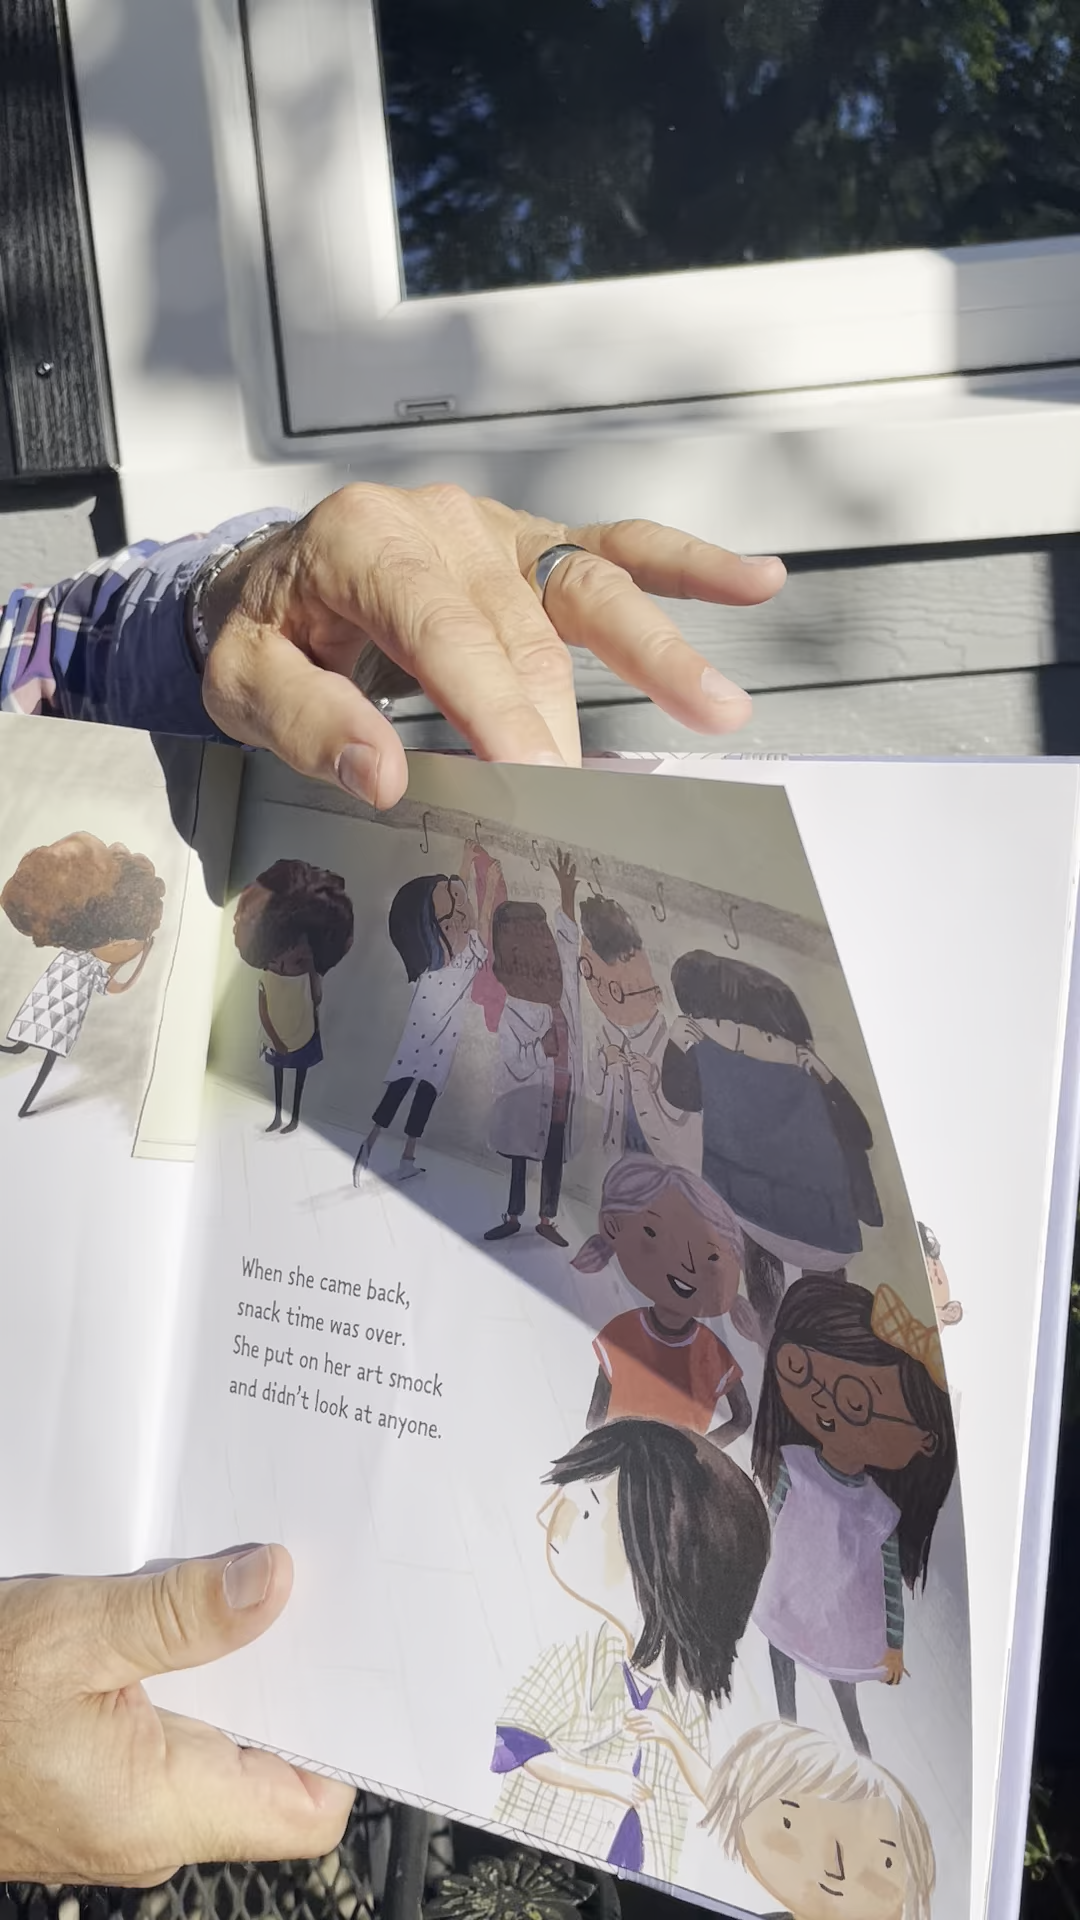 When she came back,
snack time was over.
She put on her art smock
and didn't look at anyone.